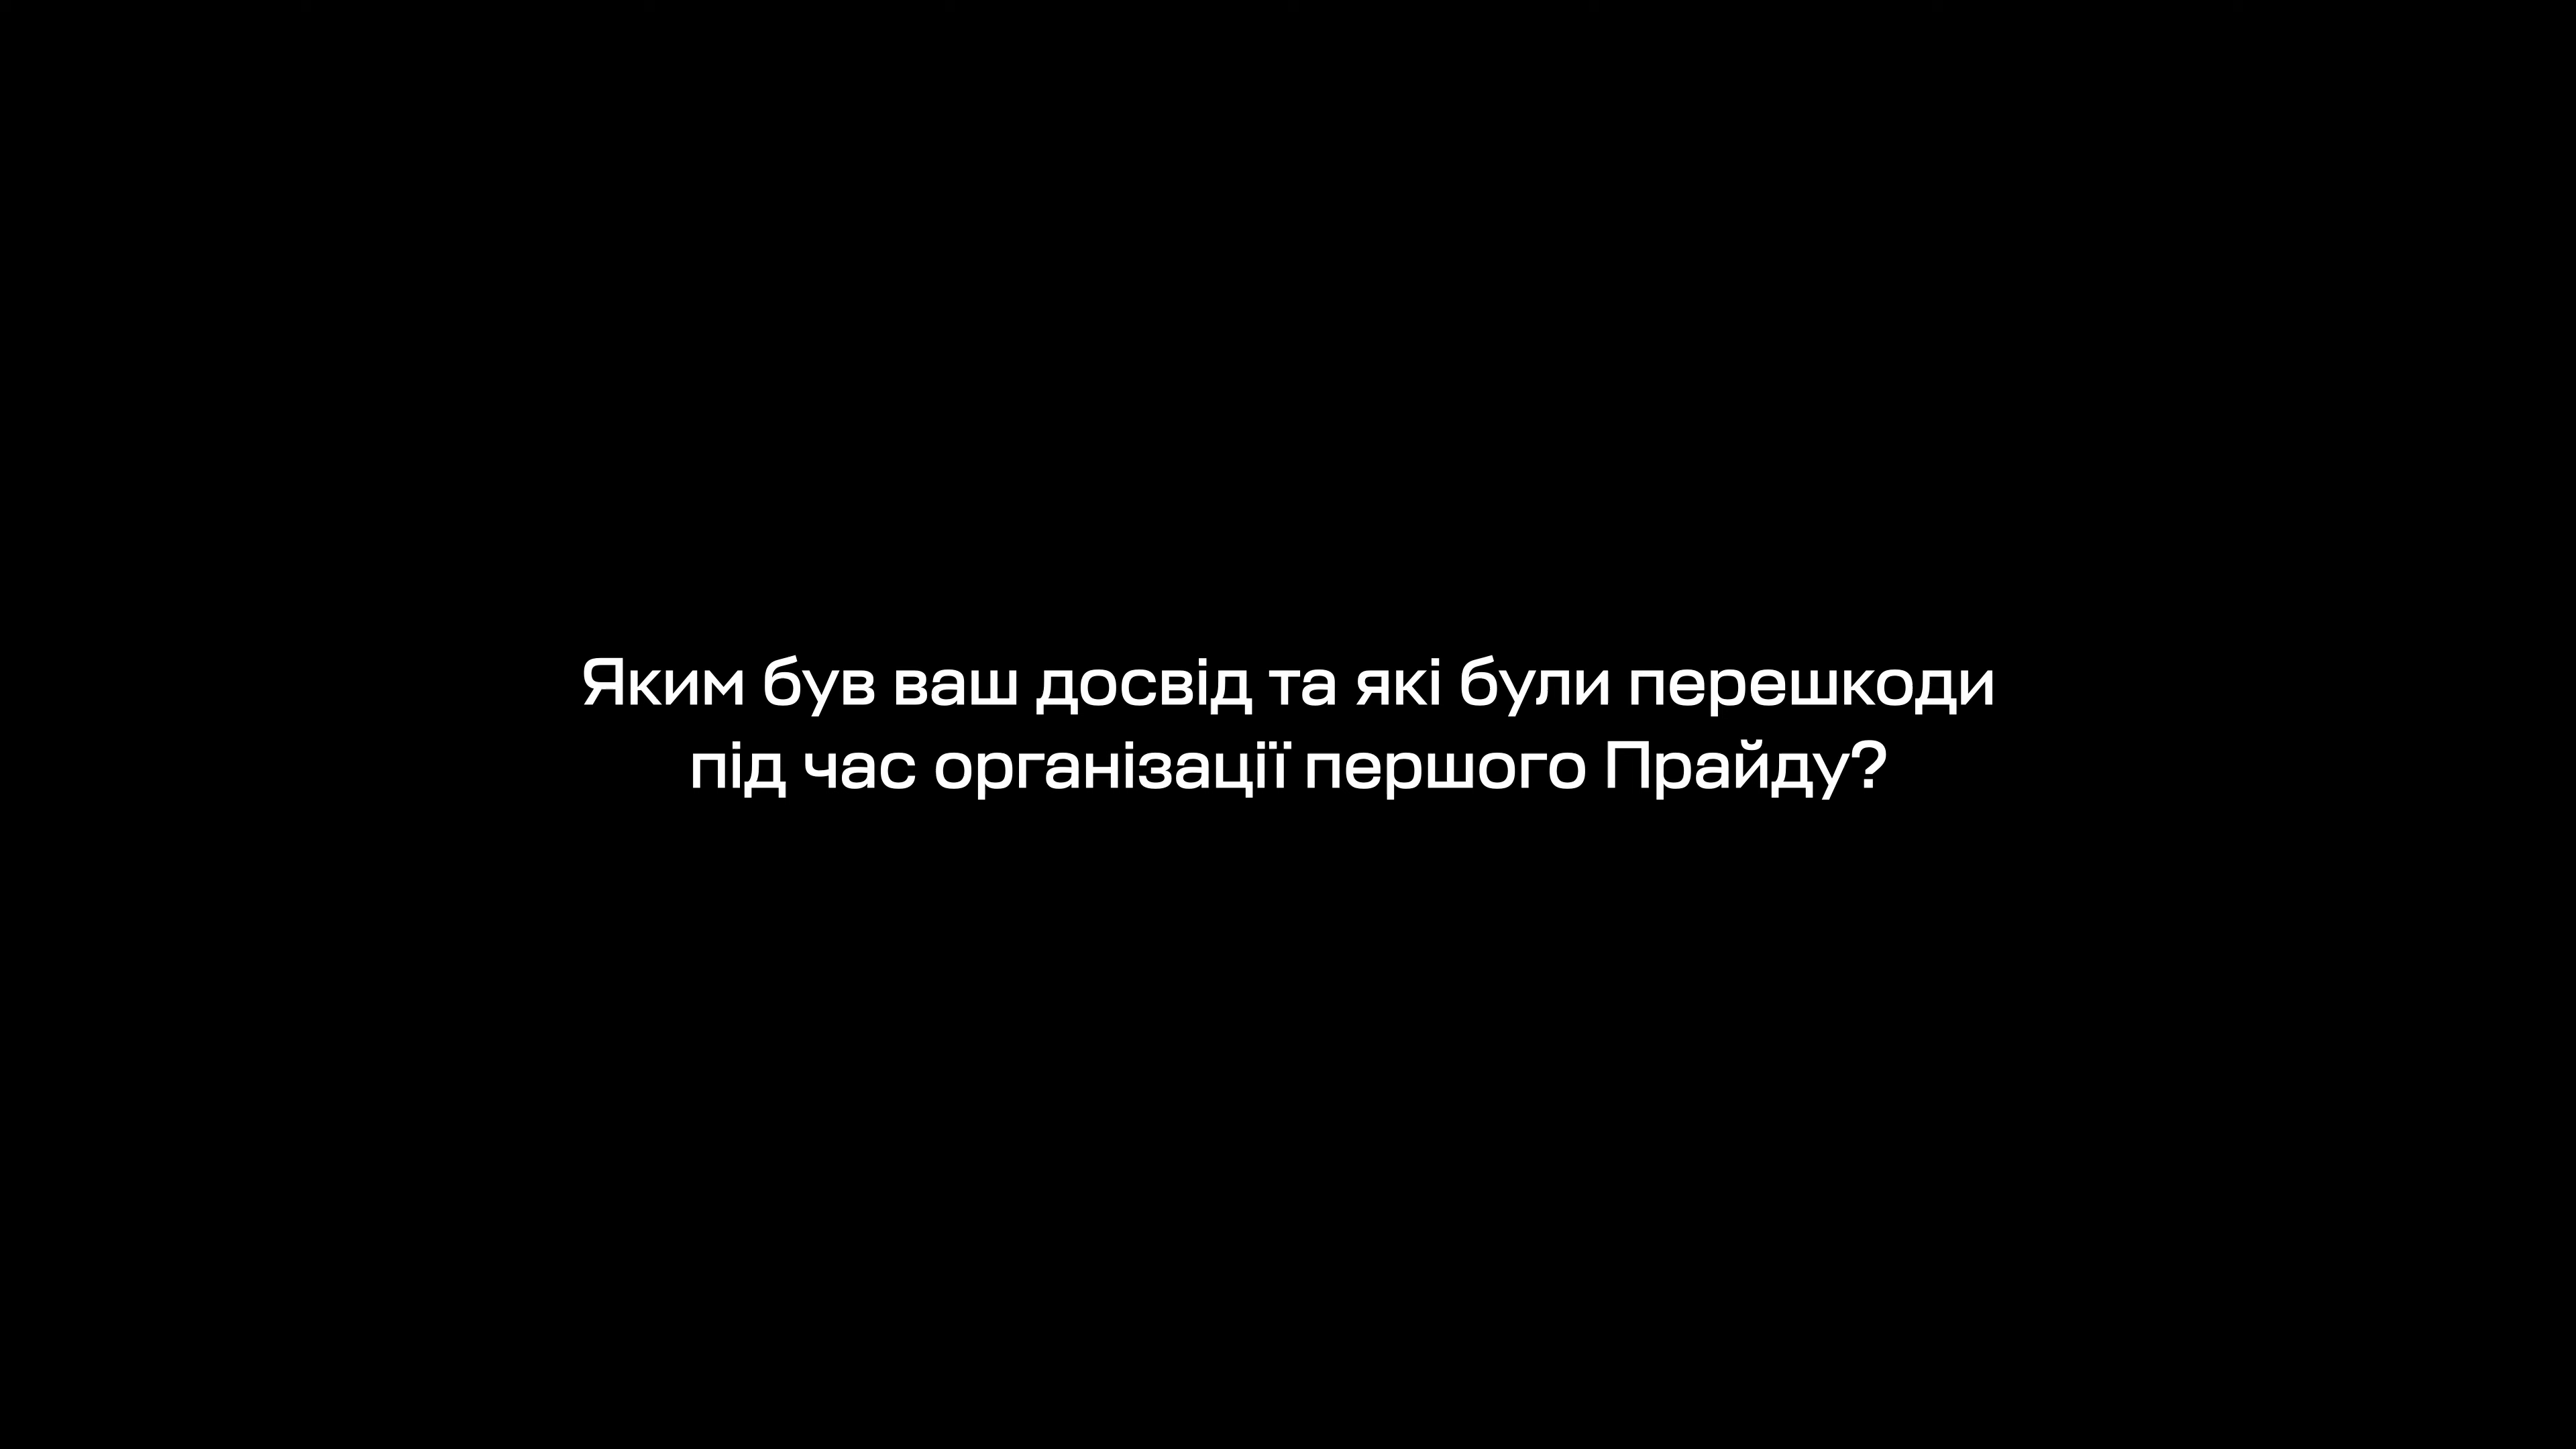 Яким був ваш досвід та які були перешкоди
під час організації першого Прайду?